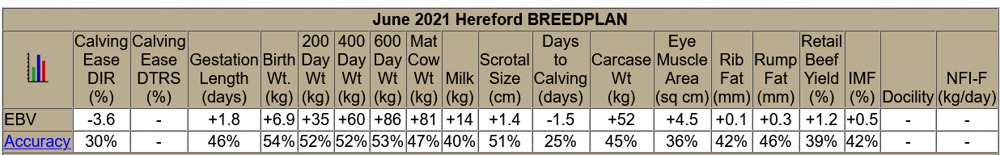 June 2021 Hereford BREEDPLAN
Calving Ease DIR (%) Calving Ease DTRS (%) Gestation Length (days) Birth Wt. (kg) 200 Day Wt (kg) 400 Day Wt (kg) 600 Day Wt (kg) Mat Cow Wt (kg) Milk (kg) Scrotal Size (cm) Days to Calving (days) Carcase Wt (kg) Eye Muscle Area (sq cm) Rib Fat (mm) Rump Fat (mm) Retail Beef Yield (%) IMF (%) Docility NFI-F (kg/day)
EBV -3.6 - +1.8 +6.9 +35 +60 +86 +81 +14 +1.4 -1.5 +52 +4.5 +0.1 +0.3 +1.2 +0.5 - -
Accuracy 30% - 46% 54% 52% 52% 53% 47% 40% 51% 25% 45% 36% 42% 46% 39% 42% - -